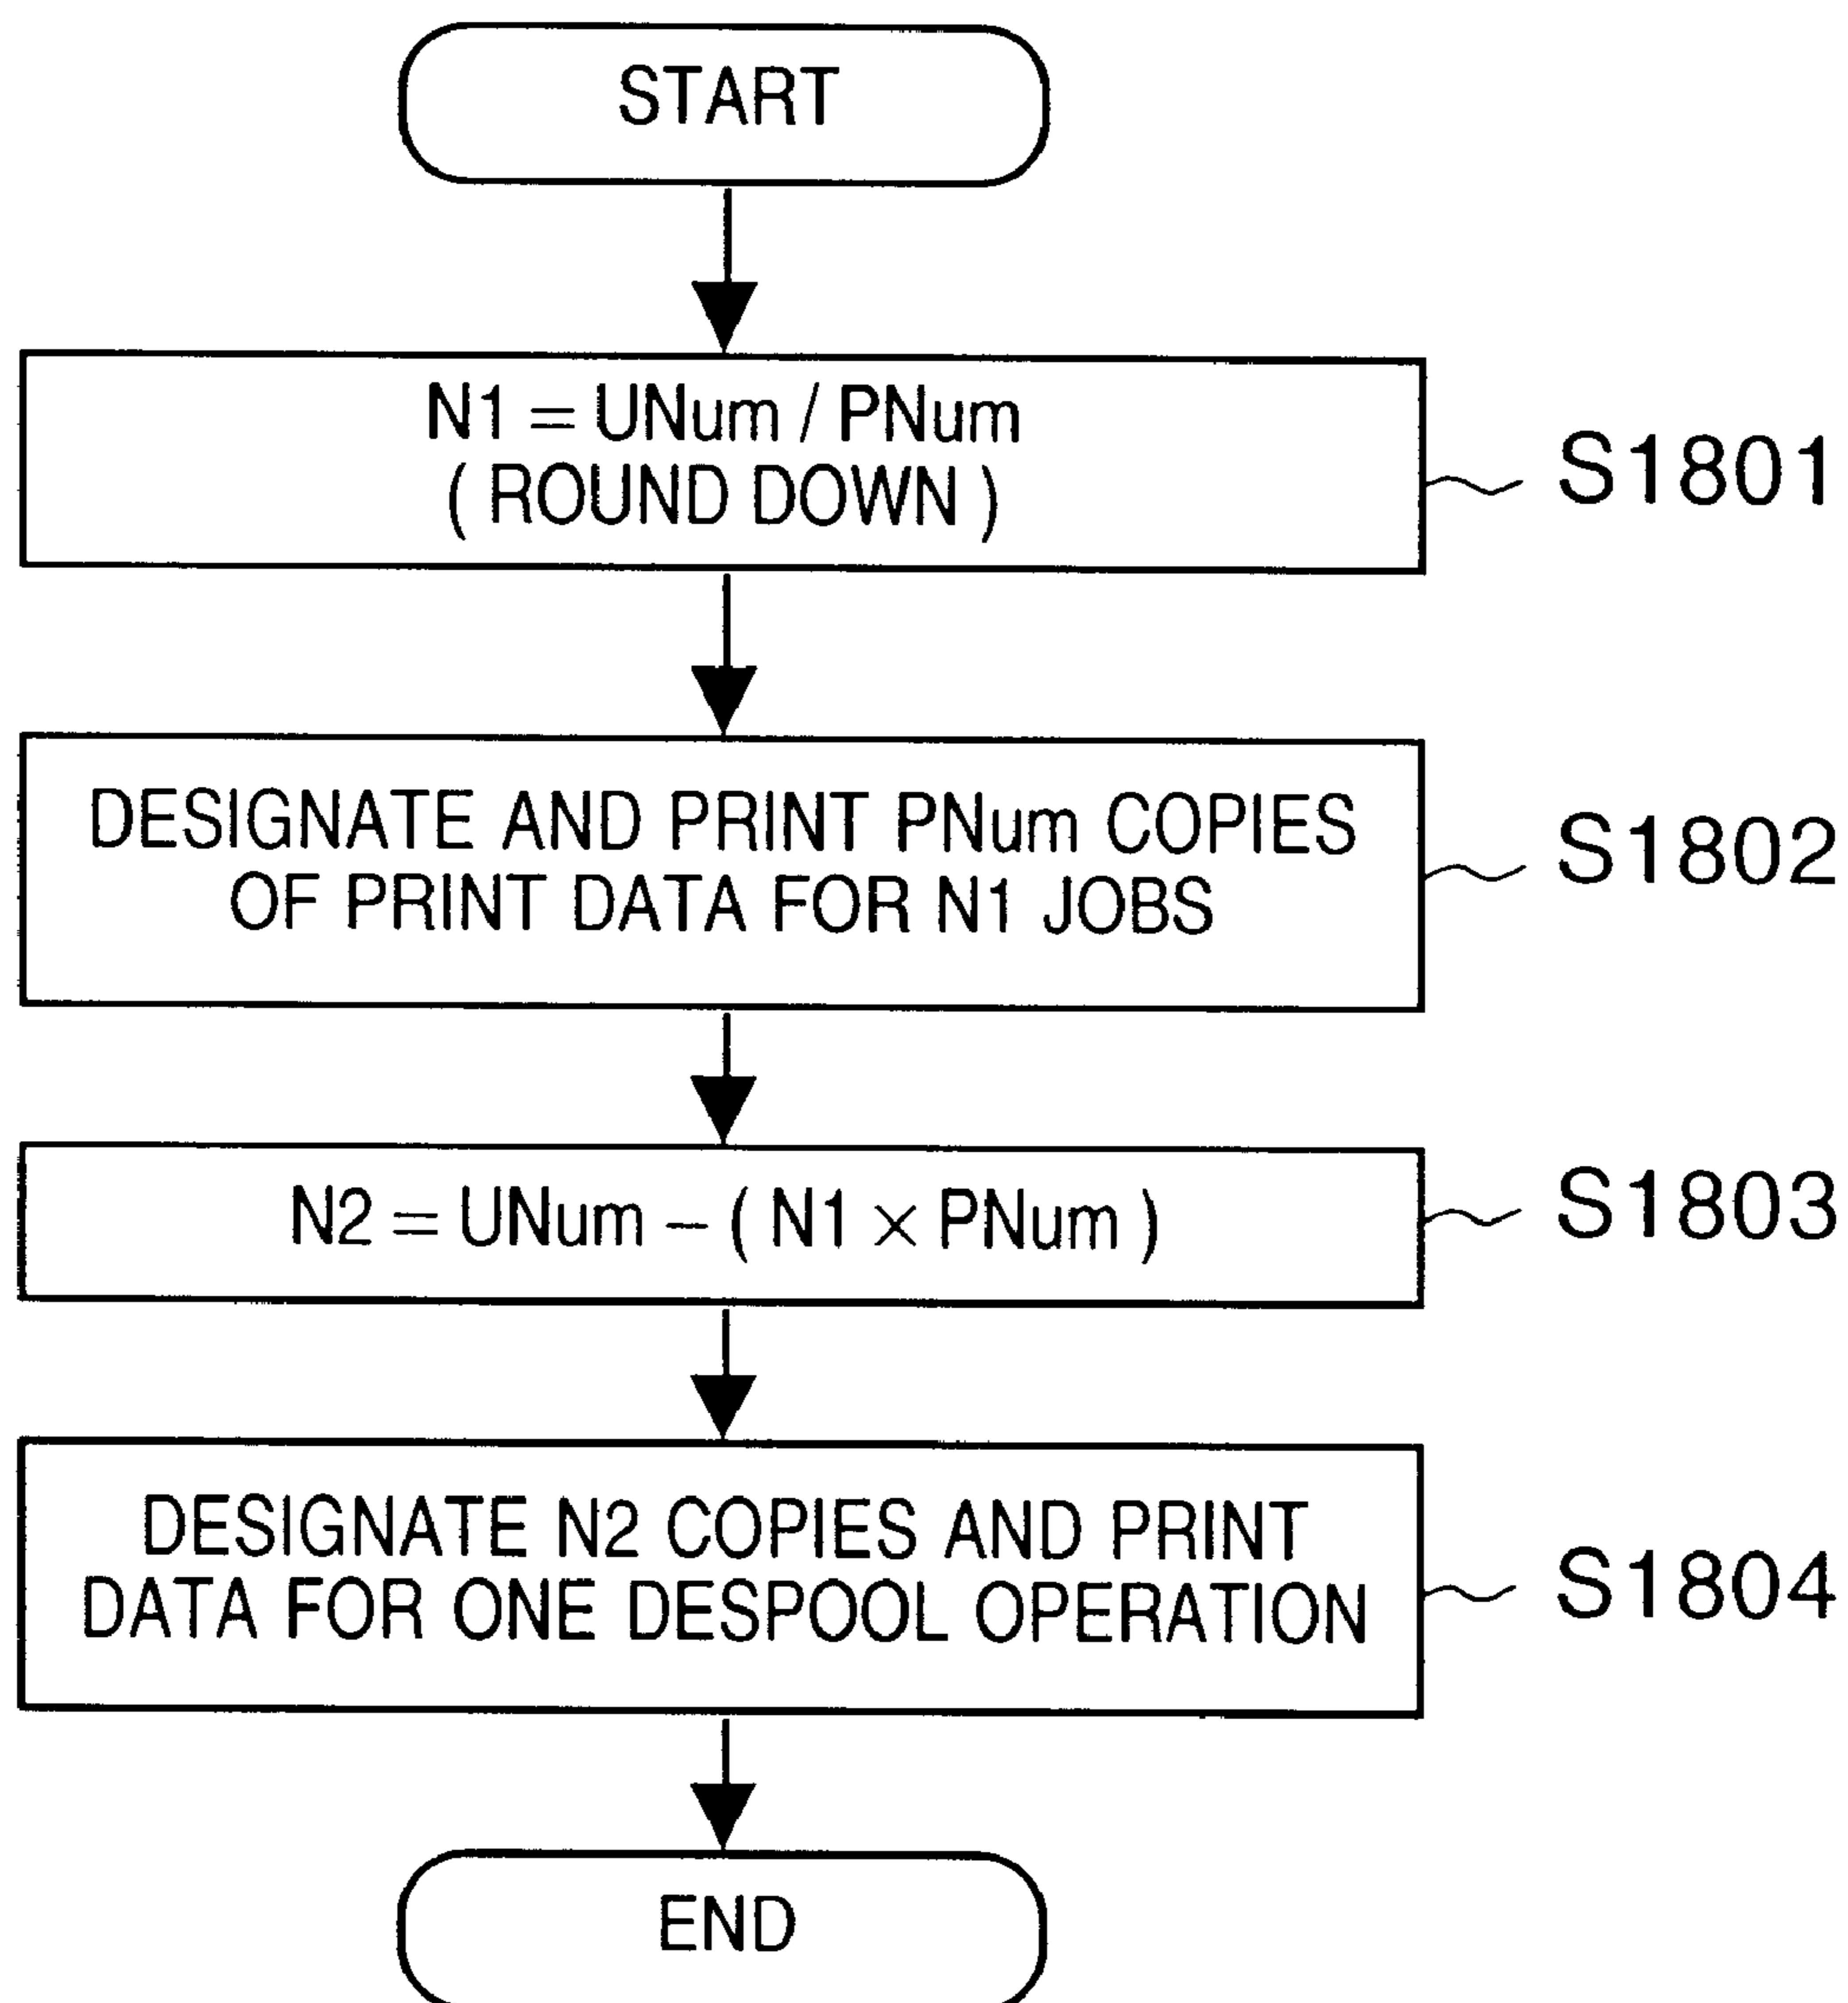 START
N1 = UNum / PNum
( ROUND DOWN )
S1801
DESIGNATE AND PRINT PNum COPIES
OF PRINT DATA FOR N1 JOBS
S1802
N2 = UNum – ( N1 × PNum )
S1803
DESIGNATE N2 COPIES AND PRINT
DATA FOR ONE DESPOOL OPERATION
S1804
END